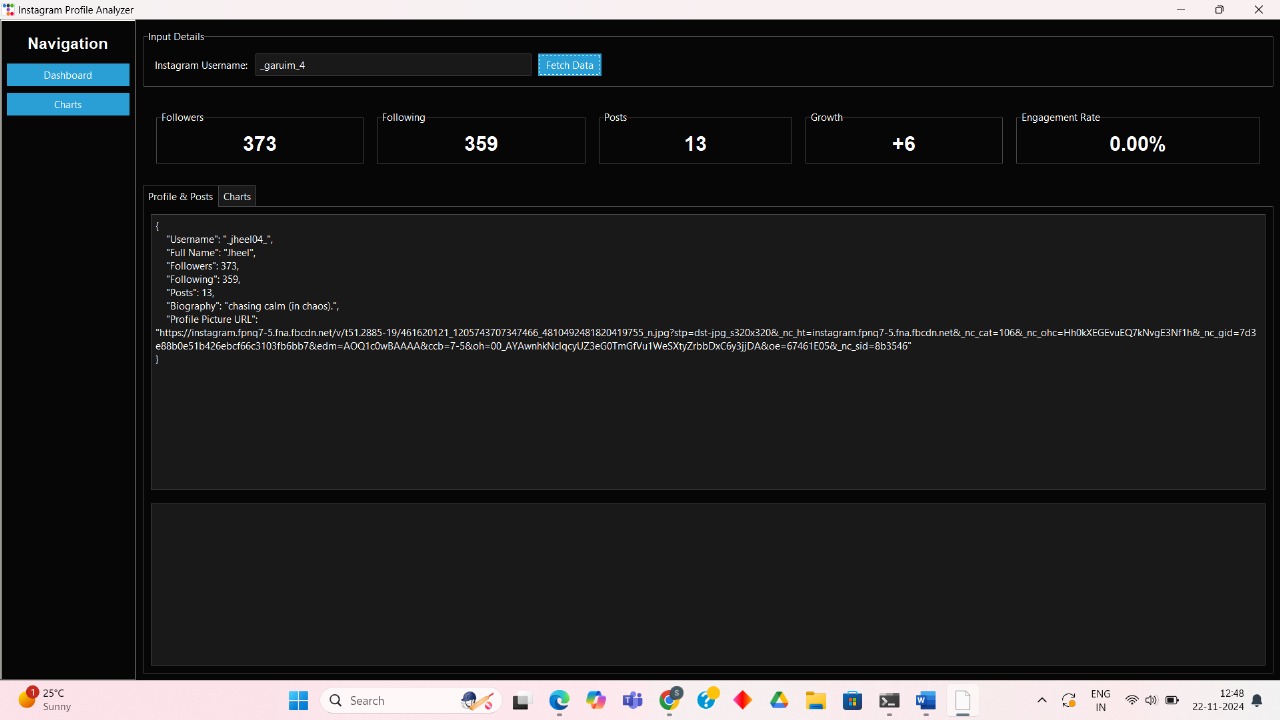 Instagram Profile Analyzer
Navigation
Dashboard
Charts
Input Details
Instagram Username:
_garuim_4
Fetch Data
Followers
373
Following
359
Posts
13
Growth
+6
Engagement Rate
0.00%
Profile & Posts
Charts
{
"Username": "_jheel04_",
"Full Name": "Jheel",
"Followers": 373,
"Following": 359,
"Posts": 13,
"Biography": "chasing calm (in chaos).",
"Profile Picture URL":
"https://instagram.fpnq7-5.fna.fbcdn.net/v/t51.2885-19/461620121_1205743707347466_4810492481820419755_n.jpg?stp=dst-jpg_s320x320&_nc_ht=instagram.fpnq7-5.fna.fbcdn.net&_nc_cat=106&_nc_ohc=Hh0kXEGEvuEQ7kNvgE3Nf1h&_nc_gid=7d3
e88b0e51b426ebcf66c3103fb6bb7&edm=AOQ1c0wBAAAA&ccb=7-5&oh=00_AYAwnhkNclqcyUZ3eG0TmGfVu1WeSXtyZrbbDxC6y3jjDA&oe=67461E05&_nc_sid=8b3546"
}
1
25°C
Sunny
Search
S
W
ENG
IN
12:48
22-11-2024